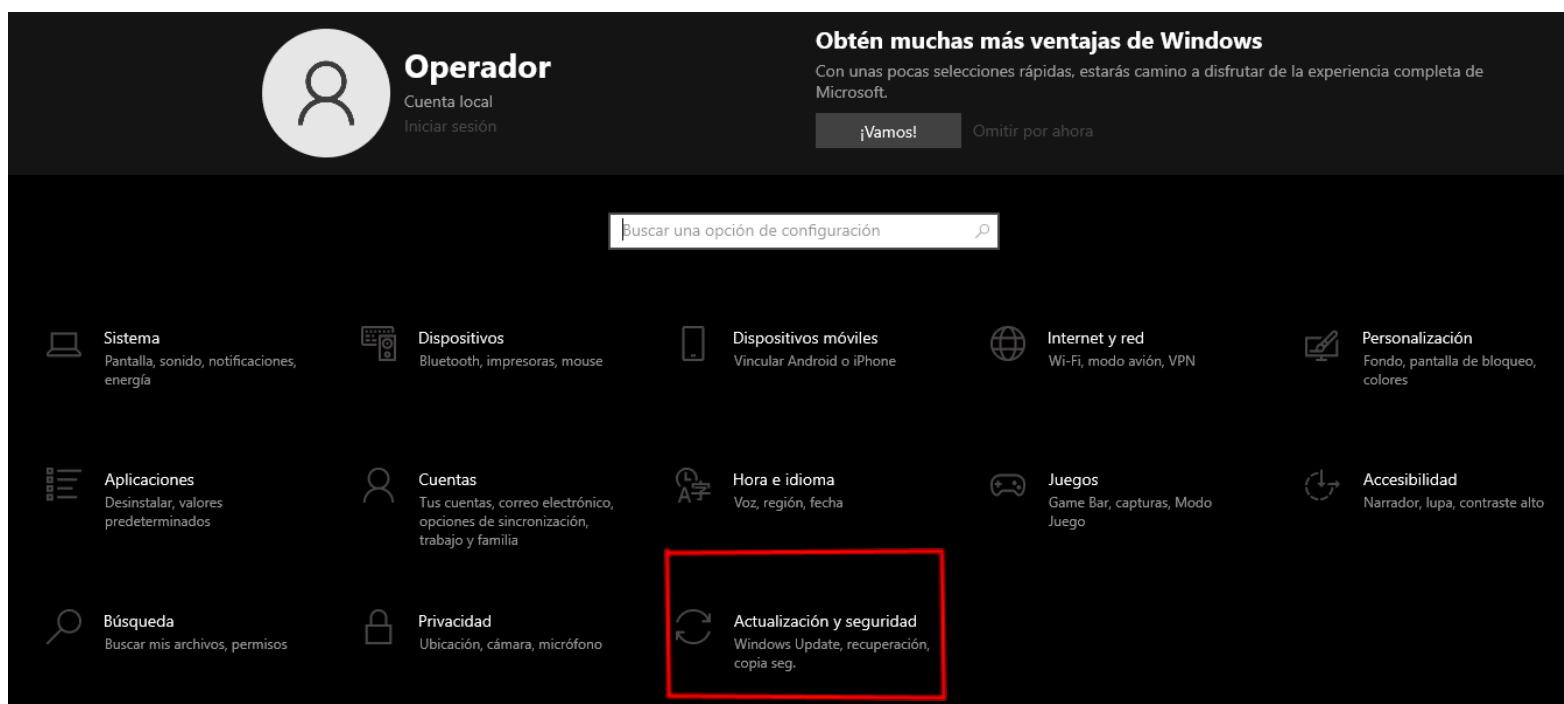 Operador
Cuenta local
Iniciar sesión
Obtén muchas más ventajas de Windows
Con unas pocas selecciones rápidas, estarás camino a disfrutar de la experiencia completa de
Microsoft.
¡Vamos!
Omitir por ahora
Buscar una opción de configuración
Sistema
Pantalla, sonido, notificaciones,
energía
Dispositivos
Bluetooth, impresoras, mouse
Dispositivos móviles
Vincular Android o iPhone
Internet y red
Wi-Fi, modo avión, VPN
Personalización
Fondo, pantalla de bloqueo,
colores
Aplicaciones
Desinstalar, valores
predeterminados
Cuentas
Tus cuentas, correo electrónico,
opciones de sincronización,
trabajo y familia
Hora e idioma
Voz, región, fecha
Juegos
Game Bar, capturas, Modo
Juego
Accesibilidad
Narrador, lupa, contraste alto
Búsqueda
Buscar mis archivos, permisos
Privacidad
Ubicación, cámara, micrófono
Actualización y seguridad
Windows Update, recuperación,
copia seg.